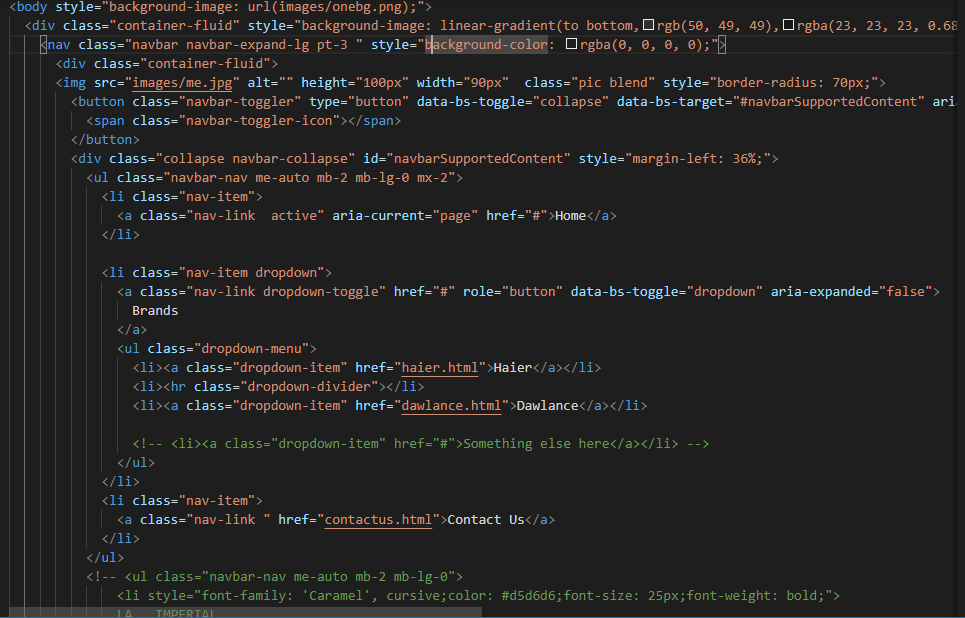 <body style="background-image: url(images/onebg.png);">
<div class="container-fluid" style="background-image: linear-gradient(to bottom,rgb(50, 49, 49),rgba(23, 23, 23, 0.68
<nav class="navbar navbar-expand-lg pt-3 " style="background-color: rgba(0, 0, 0, 0);">
<div class="container-fluid">
<img src="images/me.jpg" alt="" height="100px" width="90px"  class="pic blend" style="border-radius: 70px;">
<button class="navbar-toggler" type="button" data-bs-toggle="collapse" data-bs-target="#navbarSupportedContent" aria
<span class="navbar-toggler-icon"></span>
</button>
<div class="collapse navbar-collapse" id="navbarSupportedContent" style="margin-left: 36%;">
<ul class="navbar-nav me-auto mb-2 mb-lg-0 mx-2">
<li class="nav-item">
<a class="nav-link  active" aria-current="page" href="#">Home</a>
</li>
<li class="nav-item dropdown">
<a class="nav-link dropdown-toggle" href="#" role="button" data-bs-toggle="dropdown" aria-expanded="false">
Brands
</a>
<ul class="dropdown-menu">
<li><a class="dropdown-item" href="haier.html">Haier</a></li>
<li><hr class="dropdown-divider"></li>
<li><a class="dropdown-item" href="dawlance.html">Dawlance</a></li>
<!-- <li><a class="dropdown-item" href="#">Something else here</a></li> -->
</ul>
</li>
<li class="nav-item">
<a class="nav-link " href="contactus.html">Contact Us</a>
</li>
</ul>
<!-- <ul class="navbar-nav me-auto mb-2 mb-lg-0">
<li style="font-family: 'Caramel', cursive;color: #d5d6d6;font-size: 25px;font-weight: bold;">
LA  IMPERIAL